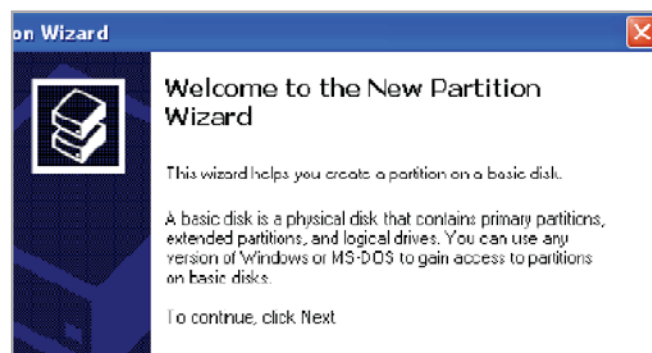 on Wizard
Welcome to the New Partition
Wizard
This wizard helps you create a partition on a basic disk.
A basic disk is a physical disk that contains primary partitions,
extended partitions, and logical drives. You can use any
version of Windows or MS-DOS to gain access to partitions
on basic disks.
To continue, click Next